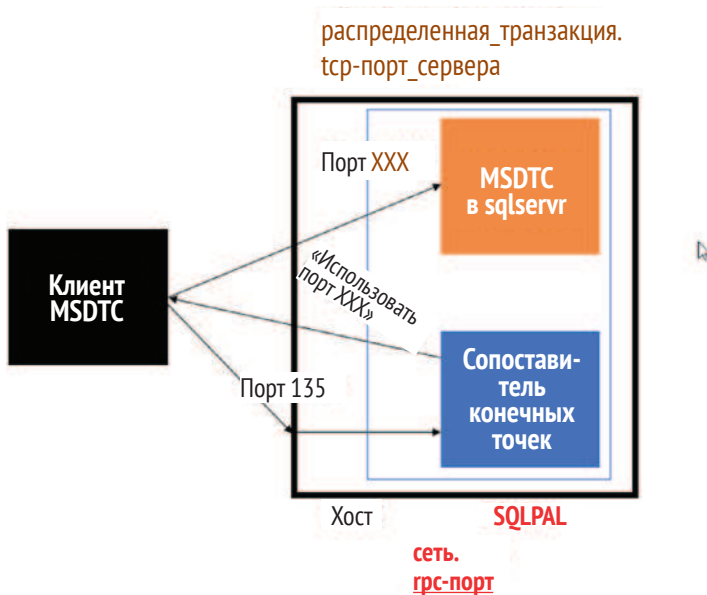 распределенная_транзакция.
tcp-порт_сервера
Порт XXX
MSDTC
в sqlservr
Клиент
MSDTC
«Использовать
порт XXX»
Сопостави-
тель
конечных
точек
Порт 135
Хост
SQLPAL
сеть.
rpc-порт